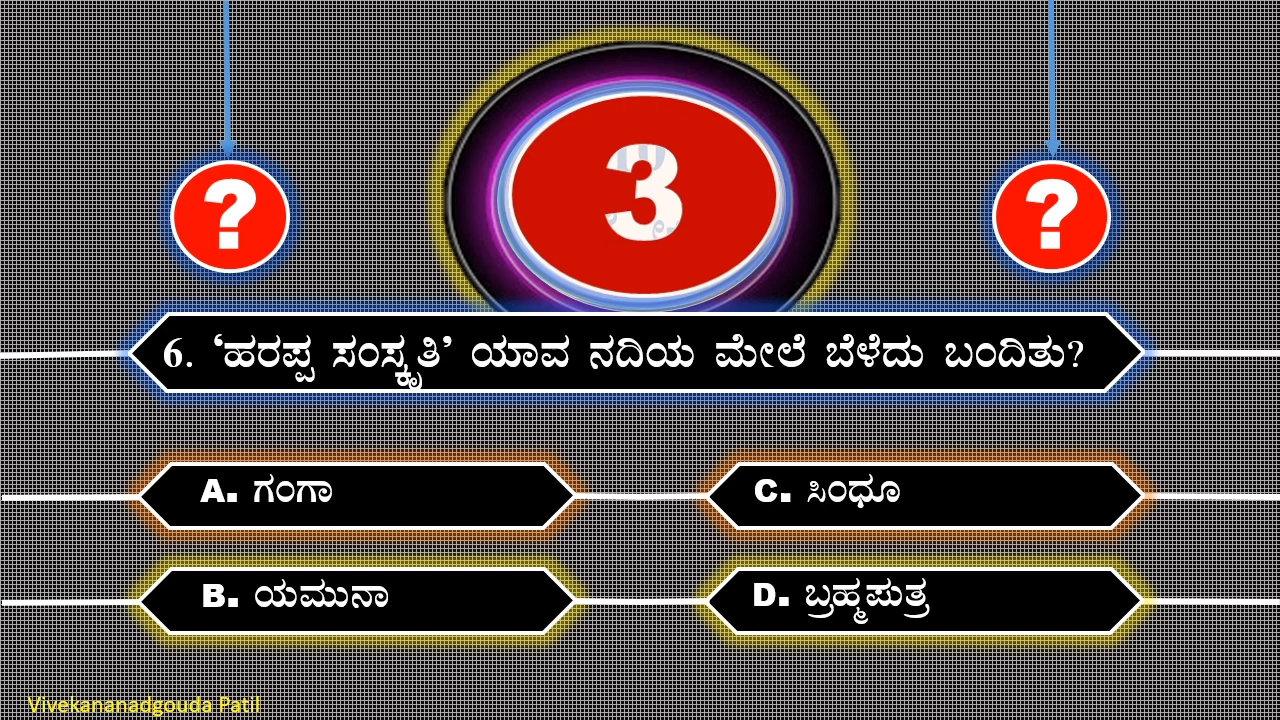 3
?
?
6. ‘ಹರಪ್ಪ ಸಂಸ್ಕೃತಿ’ ಯಾವ ನದಿಯ ಮೇಲೆ ಬೆಳೆದು ಬಂದಿತು?
A. ಗಂಗಾ
C. ಸಿಂಧೂ
B. ಯಮುನಾ
D. ಬ್ರಹ್ಮಪುತ್ರ
Vivekananadgouda Patil